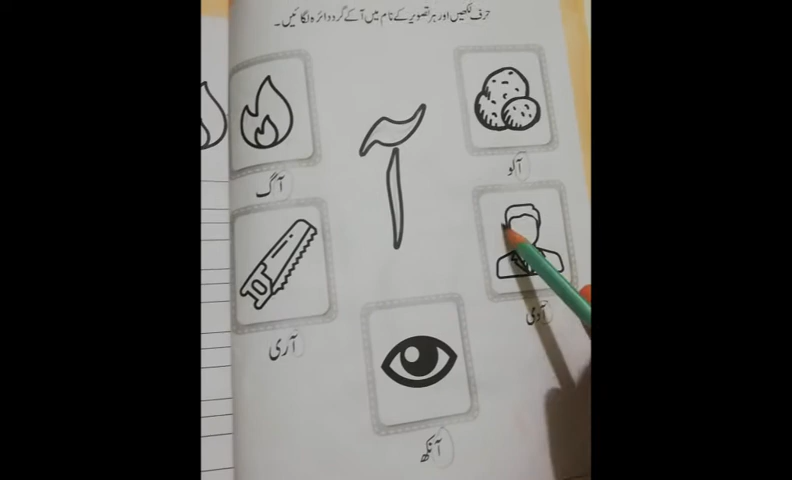 حرف لکھیں اور ہر تصویر کے نام میں آ کے گرد دائرہ لگائیں۔
آ
آلو
آگ
آدمی
آری
آنکھ